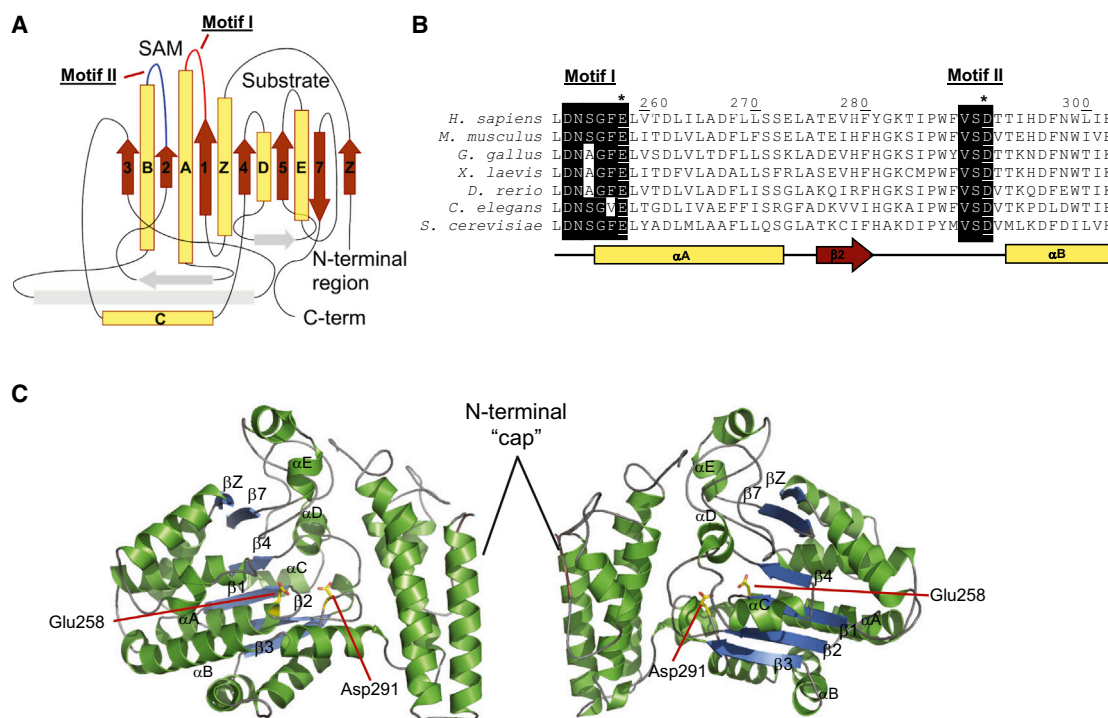 A
Motif I
SAM
Motif II
Substrate
3 B 2 A 1 Z 4 D 5 E 7 Z
N-terminal
region
C-term
C
B
Motif I
Motif II
* 260 270 280 * 300
H. sapiens LDNSGFELVTDLILADFLLSSELATEVHFYGKTIPWFVSDTTIHDFNWLI
M. musculus
G. gallus LDNAGFELVSDLVLTDFLLSSKLADEVHFHGKSIPWYVSDTTKNDFNWTI
X. laevis LDNAGFELITDFVLADALLSFRLASEVHFHGKCMPWFVSDTTKHDFNWTI
D. rerio LDNAGFELVTDLVLADFLISSGLAKQIRFHGKSIPWFVSDVTKQDFEWTI
C. elegans LDNSGVELTGDLIVAEFFISRGFADKVVIHGKAIPWFVSDVTKPDLDWTI
S. cerevisiae LDNSGFELYADLMLAAFLLQSGLATKCIFHAKDIPYMVSDVMLKDFDILV
αA
β2
αB
C
N-terminal
"cap"
αE
βZ
β7
αD
β4
αC
β1
β2
Glu258
αA
β3
αB
Asp291
αE
βZ
β7
αD
β4
Glu258
αC
αA
β1
β2
Asp291
β3
αB